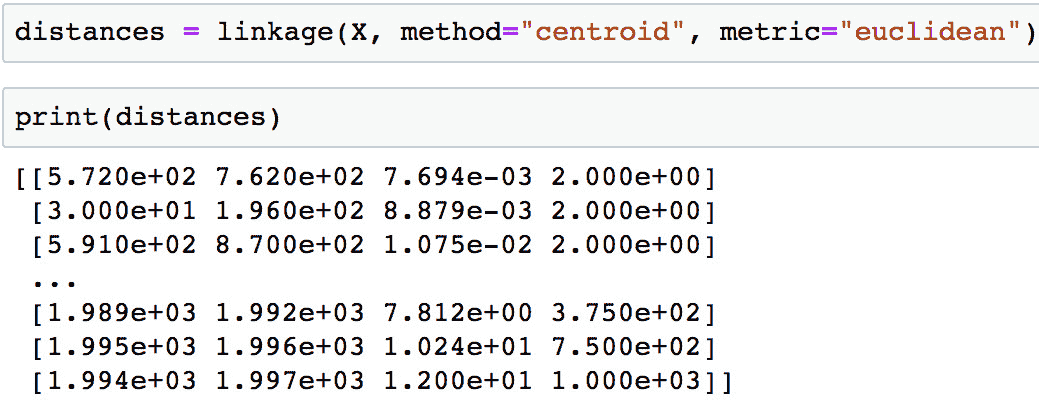 distances = linkage(X, method="centroid", metric="euclidean")
print(distances)
[[5.720e+02 7.620e+02 7.694e-03 2.000e+00]
[3.000e+01 1.960e+02 8.879e-03 2.000e+00]
[5.910e+02 8.700e+02 1.075e-02 2.000e+00]
...
[1.989e+03 1.992e+03 7.812e+00 3.750e+02]
[1.995e+03 1.996e+03 1.024e+01 7.500e+02]
[1.994e+03 1.997e+03 1.200e+01 1.000e+03]]